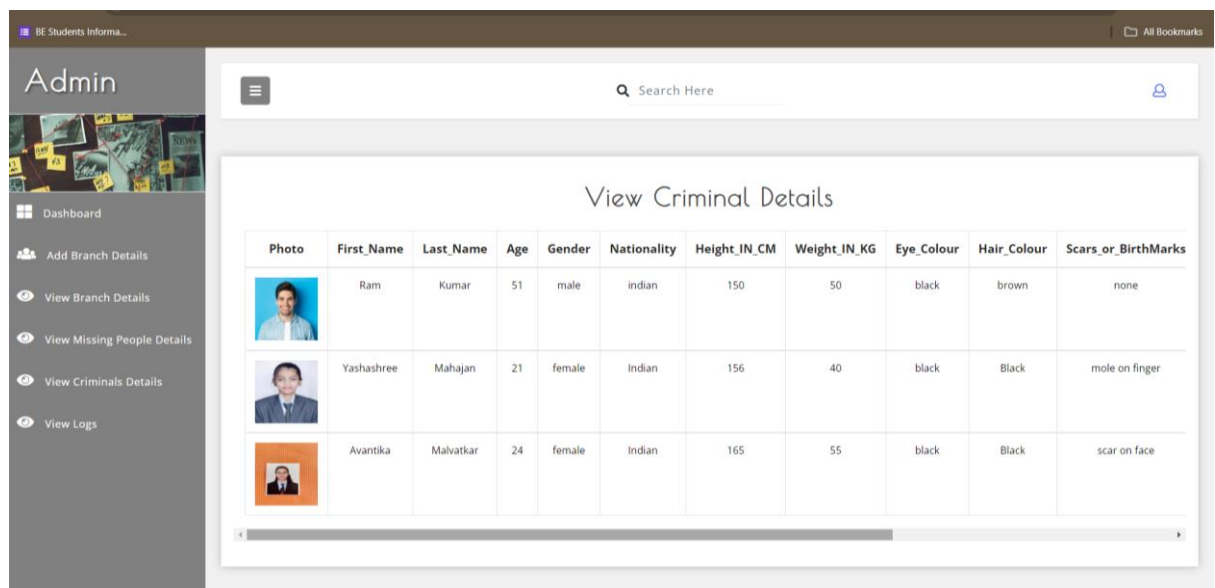 BE Students Informa...
All Bookmarks
Admin
Search Here
NEWS
Dashboard
Add Branch Details
View Branch Details
View Missing People Details
View Criminals Details
View Logs
View Criminal Details
Photo First_Name Last_Name Age Gender Nationality Height_IN_CM Weight_IN_KG Eye_Colour Hair_Colour Scars_or_BirthMarks
Ram Kumar 51 male indian 150 50 black brown none
Yashashree Mahajan 21 female Indian 156 40 black Black mole on finger
Avantika Malvatkar 24 female Indian 165 55 black Black scar on face